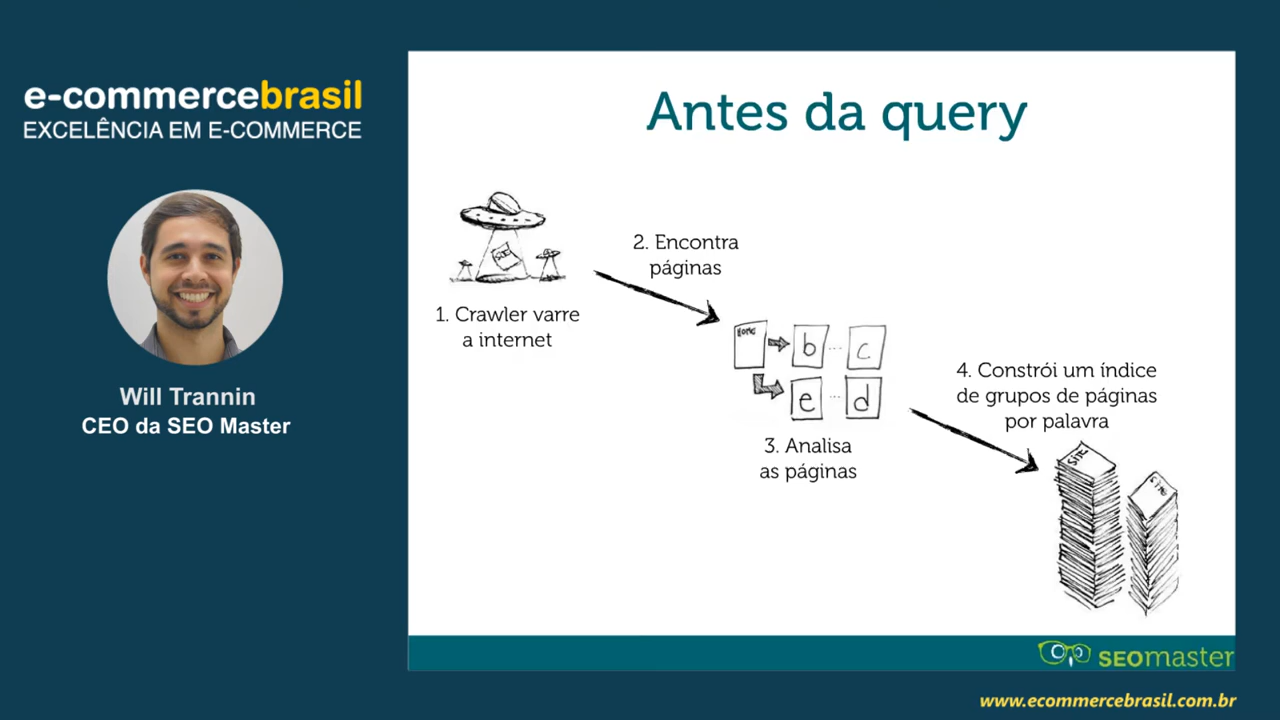 e-commercebrasil
EXCELÊNCIA EM E-COMMERCE
Will Trannin
CEO da SEO Master
Antes da query
1. Crawler varre
a internet
2. Encontra
páginas
HOME
b
c
e
d
3. Analisa
as páginas
4. Constrói um índice
de grupos de páginas
por palavra
SITE
SEOmaster
www.ecommercebrasil.com.br